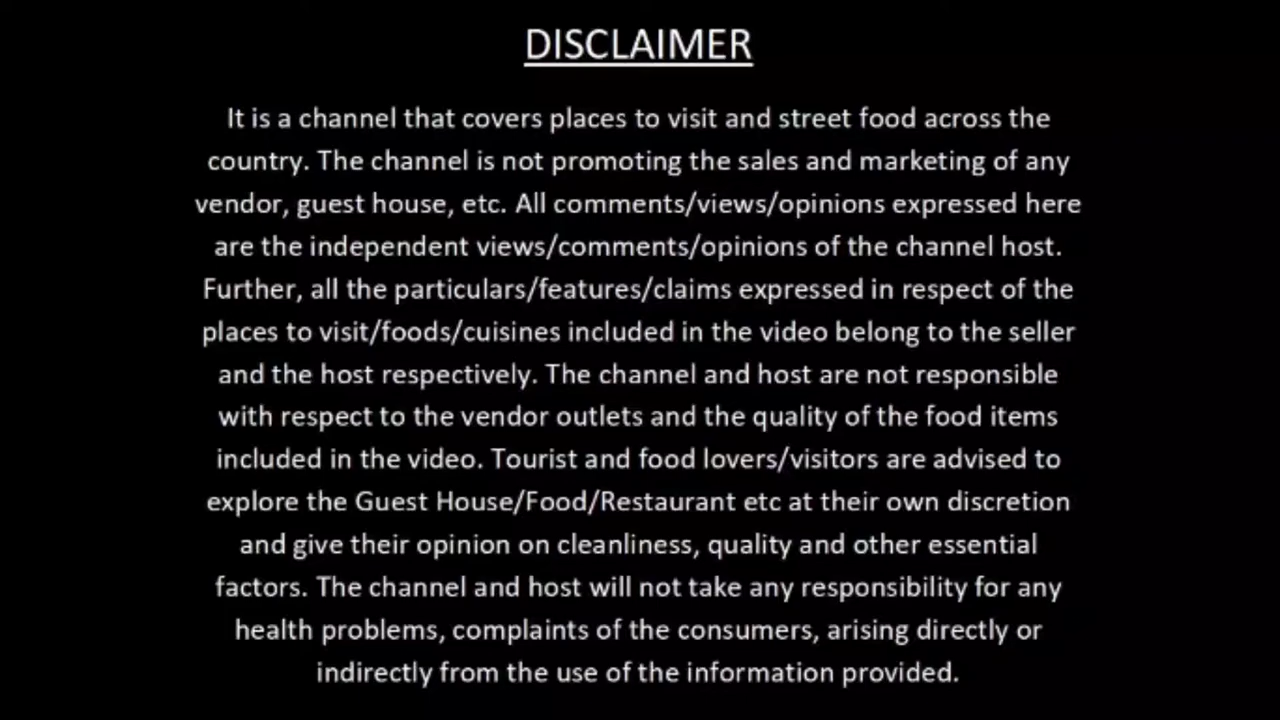 DISCLAIMER
It is a channel that covers places to visit and street food across the
country. The channel is not promoting the sales and marketing of any
vendor, guest house, etc. All comments/views/opinions expressed here
are the independent views/comments/opinions of the channel host.
Further, all the particulars/features/claims expressed in respect of the
places to visit/foods/cuisines included in the video belong to the seller
and the host respectively. The channel and host are not responsible
with respect to the vendor outlets and the quality of the food items
included in the video. Tourist and food lovers/visitors are advised to
explore the Guest House/Food/Restaurant etc at their own discretion
and give their opinion on cleanliness, quality and other essential
factors. The channel and host will not take any responsibility for any
health problems, complaints of the consumers, arising directly or
indirectly from the use of the information provided.